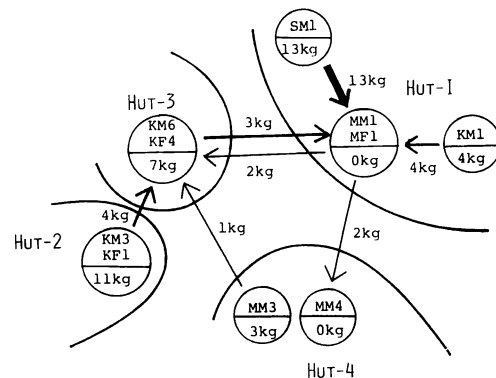 SM1
13kg
13kg
HUT-I
HUT-3
KM6
KF4
7kg
3kg
2kg
MM1
MF1
0kg
KM1
4kg
4kg
4kg
HUT-2
KM3
KF1
11kg
1kg
2kg
MM3
3kg
MM4
0kg
HUT-4